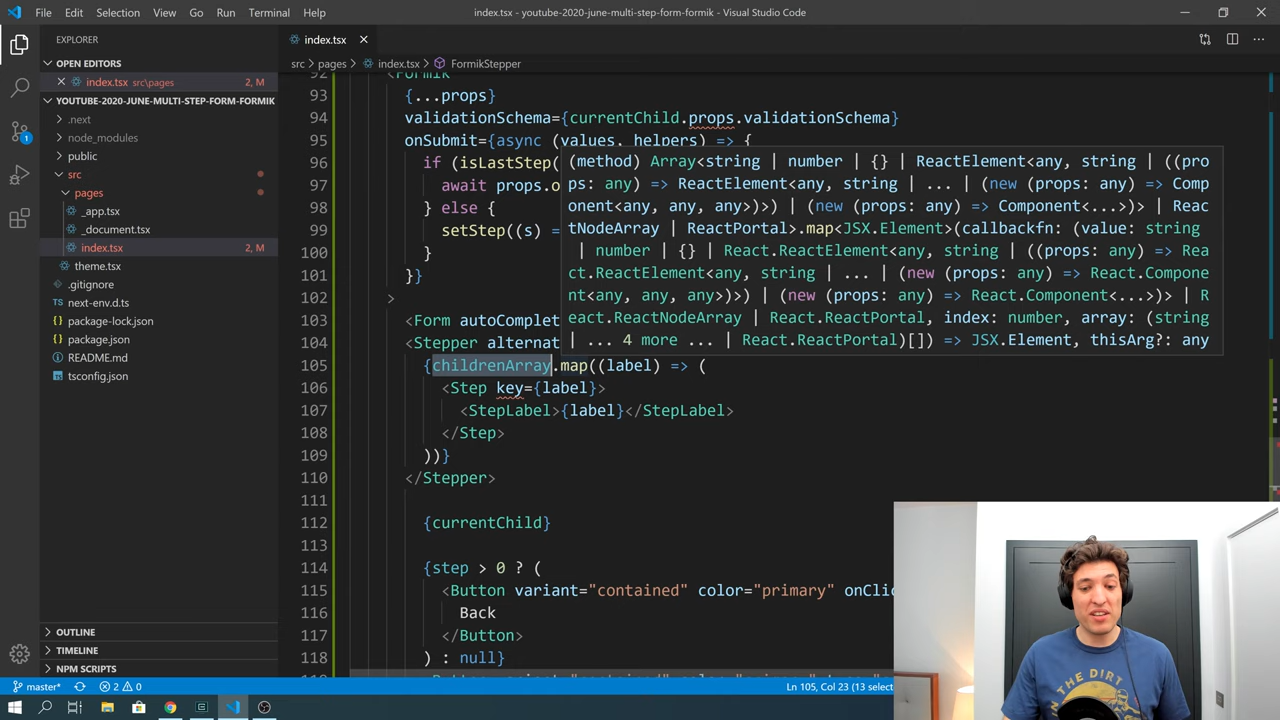 File Edit Selection View Go Run Terminal Help
index.tsx - youtube-2020-june-multi-step-form-formik - Visual Studio Code
EXPLORER
index.tsx
OPEN EDITORS
index.tsx src\pages 2, M
YOUTUBE-2020-JUNE-MULTI-STEP-FORM-FORMIK
.next
node_modules
public
src
pages
_app.tsx
_document.tsx
index.tsx 2, M
theme.tsx
.gitignore
next-env.d.ts
package-lock.json
package.json
README.md
tsconfig.json
OUTLINE
TIMELINE
NPM SCRIPTS
src > pages > index.tsx > FormikStepper
92 <Formik
93 {...props}
94 validationSchema={currentChild.props.validationSchema}
95 onSubmit={async (values, helpers) => {
96 if (isLastStep(
97 await props.o
98 } else {
99 setStep((s) =
100 }
101 }}
102 >
103 <Form autoComplet
104 <Stepper alternat
105 {childrenArray.map((label) => (
106 <Step key={label}>
107 <StepLabel>{label}</StepLabel>
108 </Step>
109 ))}
110 </Stepper>
111
112 {currentChild}
113
114 {step > 0 ? (
115 <Button variant="contained" color="primary" onClic
116 Back
117 </Button>
118 ) : null}
(method) Array<string | number | {} | ReactElement<any, string | ((pro
ps: any) => ReactElement<any, string | ... | (new (props: any) => Comp
onent<any, any, any>)>) | (new (props: any) => Component<...>)> | Reac
tNodeArray | ReactPortal>.map<JSX.Element>(callbackfn: (value: string
| number | {} | React.ReactElement<any, string | ((props: any) => Rea
ct.ReactElement<any, string | ... | (new (props: any) => React.Compone
nt<any, any, any>)>) | (new (props: any) => React.Component<...>)> | R
eact.ReactNodeArray | React.ReactPortal, index: number, array: (string
| ... 4 more ... | React.ReactPortal)[]) => JSX.Element, thisArg?: any
IN THE DIRT
master* 2 0
Ln 105, Col 23 (13 select